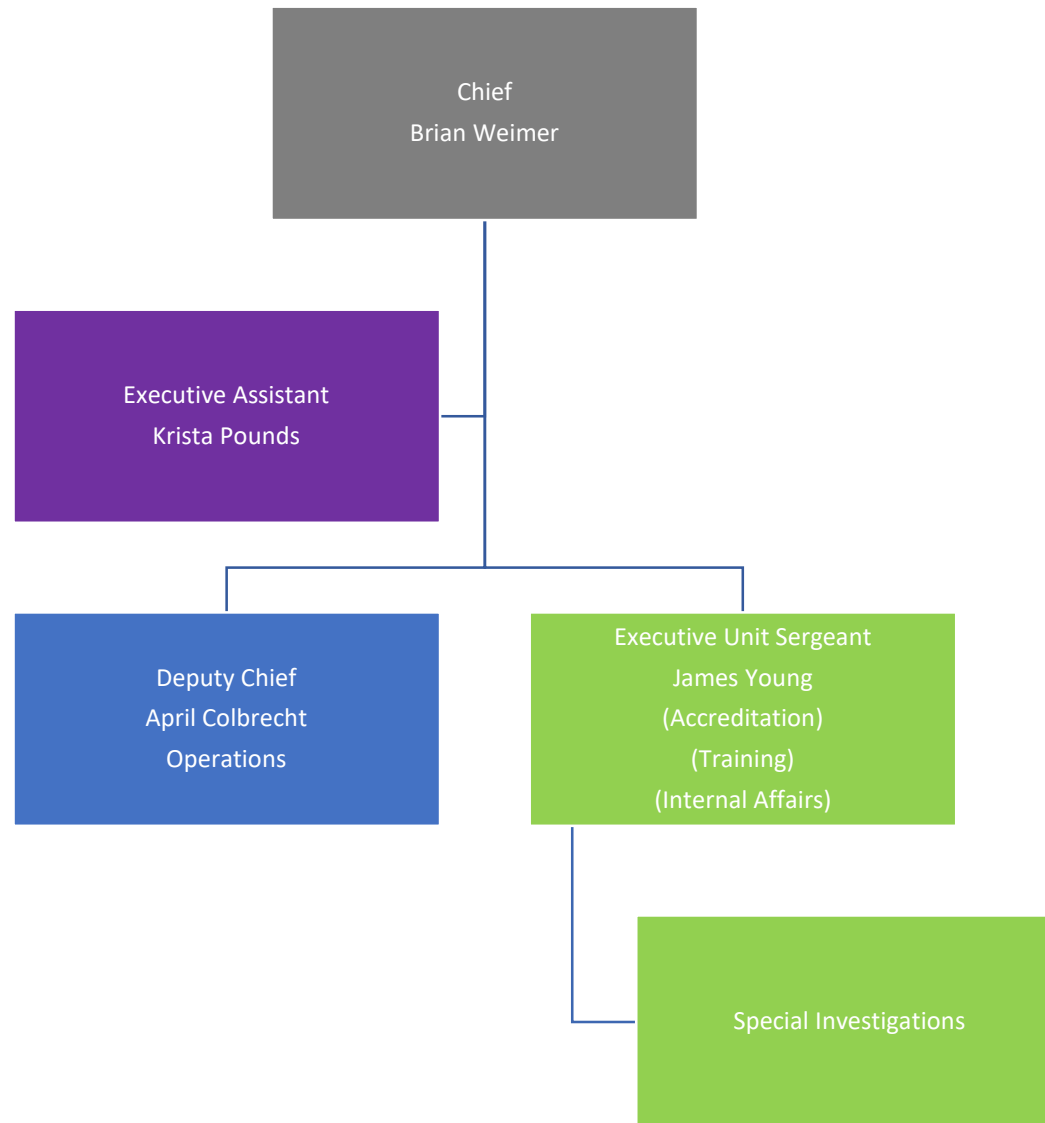 Chief
Brian Weimer
Executive Assistant
Krista Pounds
Deputy Chief
April Colbrecht
Operations
Executive Unit Sergeant
James Young
(Accreditation)
(Training)
(Internal Affairs)
Special Investigations